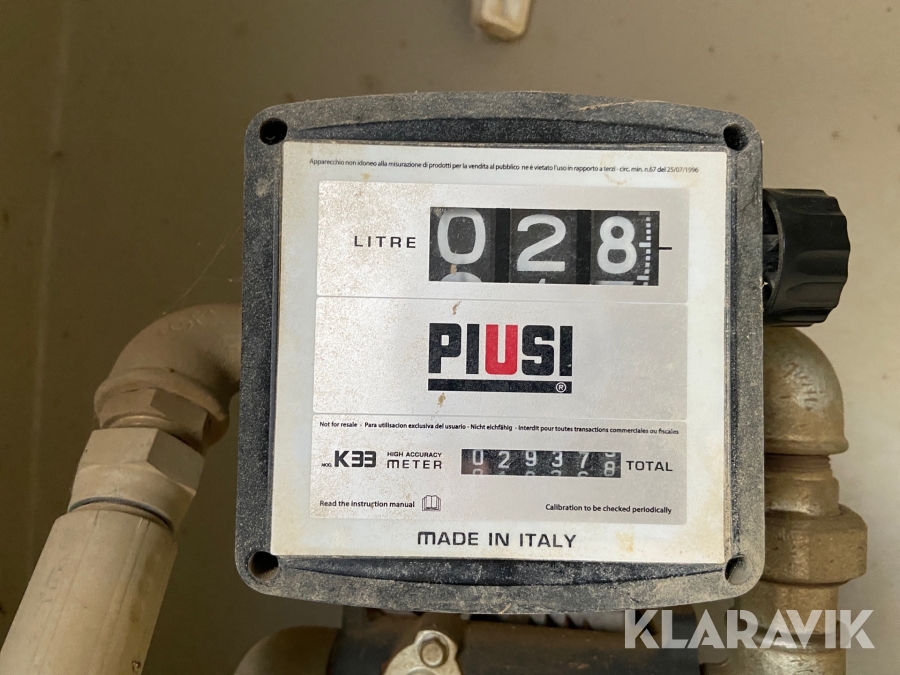 Apparecchio non idoneo alla misurazione di prodotti per la vendita al pubblico ne è vietato l'uso in rapporto a terzi - circ. min. n.67 del 25/07/1996
LITRE 028
PIUSI®
Not for resale - Para utilisacion exclusiva del usuario - Nicht eichfähig - Interdit pour toutes transactions commerciales ou fiscales
MOD. K33 HIGH ACCURACY METER 02937 TOTAL
Read the instruction manual
Calibration to be checked periodically
MADE IN ITALY
KLARAVIK